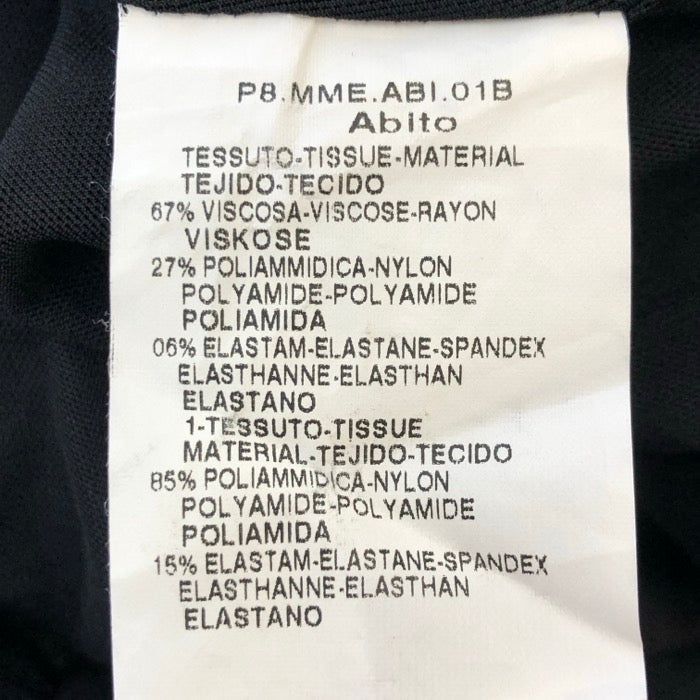 P8.MME.ABI.01B
Abito
TESSUTO-TISSUE-MATERIAL
TEJIDO-TECIDO
67% VISCOSA-VISCOSE-RAYON
VISKOSE
27% POLIAMMIDICA-NYLON
POLYAMIDE-POLYAMIDE
POLIAMIDA
06% ELASTAM-ELASTANE-SPANDEX
ELASTHANNE-ELASTHAN
ELASTANO
1-TESSUTO-TISSUE
MATERIAL-TEJIDO-TECIDO
85% POLIAMMIDICA-NYLON
POLYAMIDE-POLYAMIDE
POLIAMIDA
15% ELASTAM-ELASTANE-SPANDEX
ELASTHANNE-ELASTHAN
ELASTANO